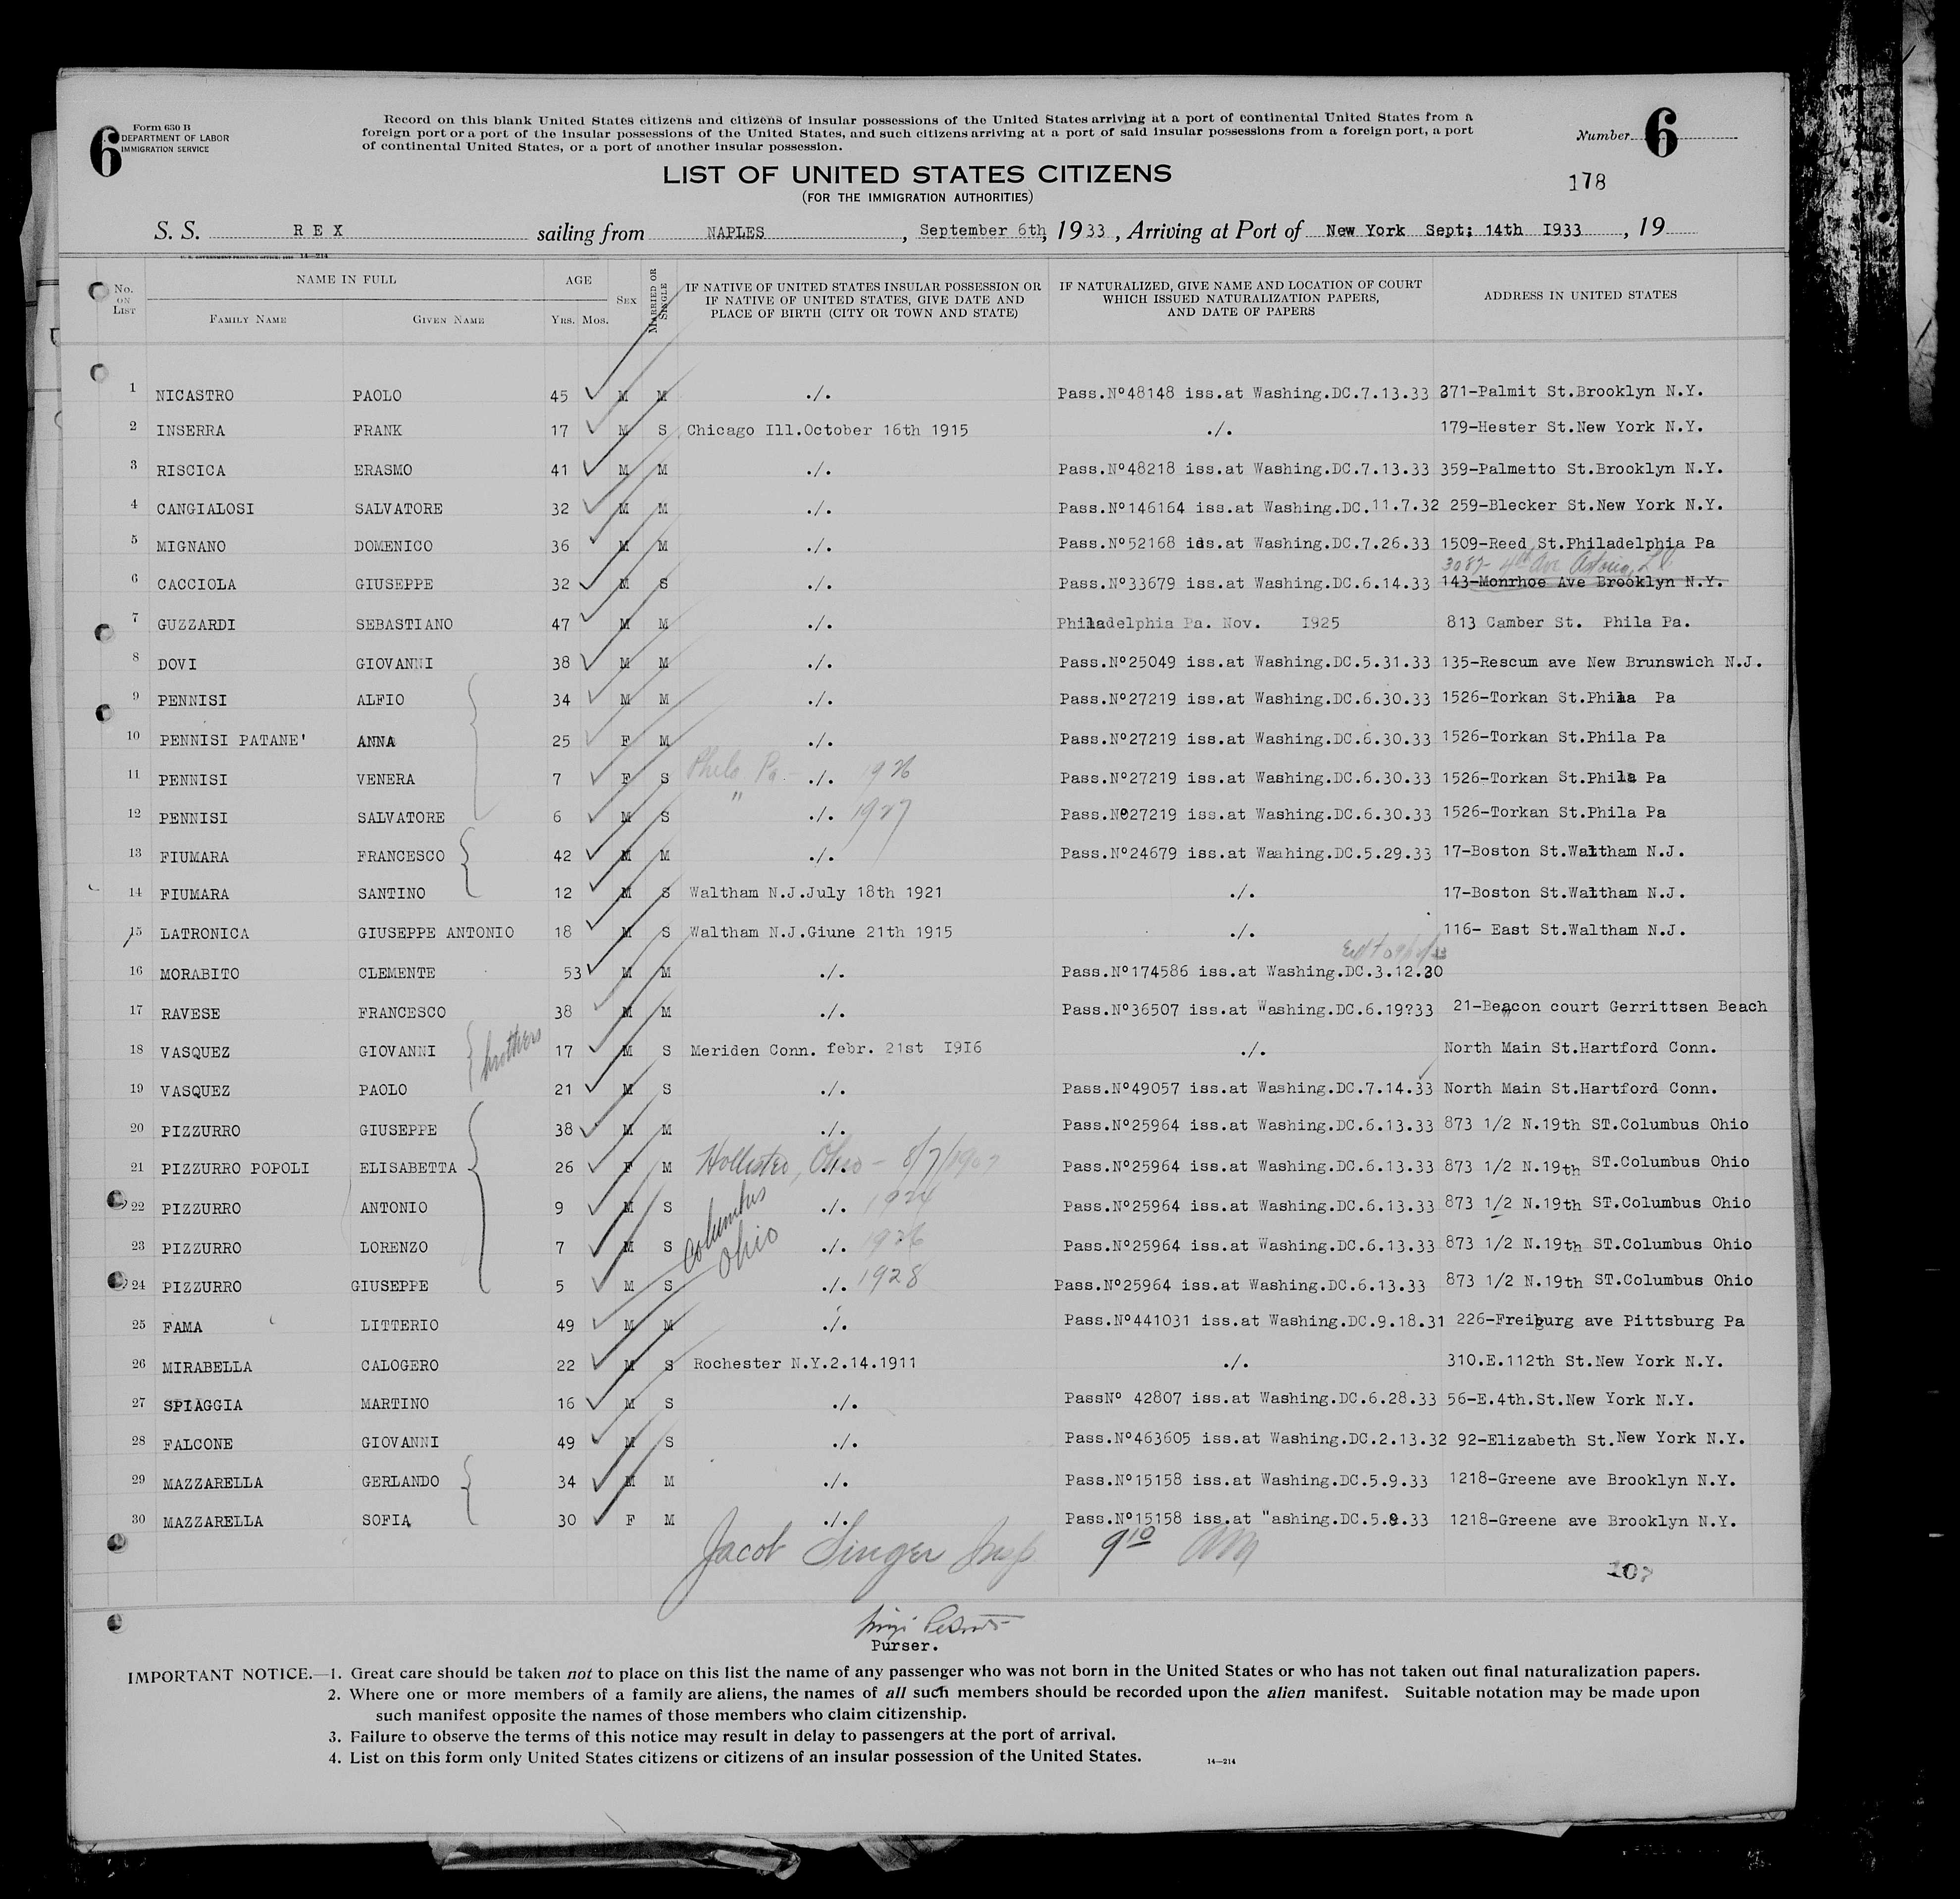 6
Form 630 B
DEPARTMENT OF LABOR
IMMIGRATION SERVICE
Record on this blank United States citizens and citizens of insular possessions of the United States arriving at a port of continental United States from a
foreign port or a port of the insular possessions of the United States, and such citizens arriving at a port of said insular possessions from a foreign port, a port
of continental United States, or a port of another insular possession.
Number 6
LIST OF UNITED STATES CITIZENS
(FOR THE IMMIGRATION AUTHORITIES)
178
S. S. R E X sailing from NAPLES, September 6th, 1933, Arriving at Port of New York Sept; 14th I933, 19
14—214
No. ON LIST
NAME IN FULL
FAMILY NAME
GIVEN NAME
AGE
YRS. MOS.
SEX
MARRIED OR SINGLE
IF NATIVE OF UNITED STATES INSULAR POSSESSION OR
IF NATIVE OF UNITED STATES, GIVE DATE AND
PLACE OF BIRTH (CITY OR TOWN AND STATE)
IF NATURALIZED, GIVE NAME AND LOCATION OF COURT
WHICH ISSUED NATURALIZATION PAPERS,
AND DATE OF PAPERS
ADDRESS IN UNITED STATES
1 NICASTRO PAOLO 45 M M ./. Pass.Nº48148 iss.at Washing.DC.7.13.33 371-Palmit St.Brooklyn N.Y.
2 INSERRA FRANK 17 M S Chicago Ill.October 16th 1915 ./. 179-Hester St.New York N.Y.
3 RISCICA ERASMO 41 M M ./. Pass.Nº48218 iss.at Washing.DC.7.13.33 359-Palmetto St.Brooklyn N.Y.
4 CANGIALOSI SALVATORE 32 M M ./. Pass.Nº146164 iss.at Washing.DC.11.7.32 259-Blecker St.New York N.Y.
5 MIGNANO DOMENICO 36 M M ./. Pass.Nº52168 iss.at Washing.DC.7.26.33 1509-Reed St.Philadelphia Pa
3087- 4th Ave Astoria, L.I.
6 CACCIOLA GIUSEPPE 32 M S ./. Pass.Nº33679 iss.at Washing.DC.6.14.33 143-Monrhoe Ave Brooklyn N.Y.
7 GUZZARDI SEBASTIANO 47 M M ./. Philadelphia Pa. Nov. I925 813 Camber St. Phila Pa.
8 DOVI GIOVANNI 38 M M ./. Pass.Nº25049 iss.at Washing.DC.5.31.33 135-Rescum ave New Brunswich N.J.
9 PENNISI ALFIO 34 M M ./. Pass.Nº27219 iss.at Washing.DC.6.30.33 1526-Torkan St.Phila Pa
10 PENNISI PATANE' ANNA 25 F M ./. Pass.Nº27219 iss.at Washing.DC.6.30.33 1526-Torkan St.Phila Pa
11 PENNISI VENERA 7 F S Phila Pa - ./. 1926 Pass.Nº27219 iss.at Washing.DC.6.30.33 1526-Torkan St.Phila Pa
12 PENNISI SALVATORE 6 M S " ./. 1927 Pass.Nº27219 iss.at Washing.DC.6.30.33 1526-Torkan St.Phila Pa
13 FIUMARA FRANCESCO 42 M M ./. Pass.Nº24679 iss.at Waahing.DC.5.29.33 17-Boston St.Waltham N.J.
14 FIUMARA SANTINO 12 M S Waltham N.J.July 18th 1921 ./. 17-Boston St.Waltham N.J.
15 LATRONICA GIUSEPPE ANTONIO 18 M S Waltham N.J.Giune 21th 1915 ./. 116- East St.Waltham N.J.
16 MORABITO CLEMENTE 53 M M ./. Pass.Nº174586 iss.at Washing.DC.3.12.30
17 RAVESE FRANCESCO 38 M M ./. Pass.Nº36507 iss.at Washing.DC.6.19?33 21-Beacon court Gerrittsen Beach
brothers
18 VASQUEZ GIOVANNI 17 M S Meriden Conn. febr. 21st I9I6 ./. North Main St.Hartford Conn.
19 VASQUEZ PAOLO 21 M S ./. Pass.Nº49057 iss.at Washing.DC.7.14.33 North Main St.Hartford Conn.
20 PIZZURRO GIUSEPPE 38 M M ./. Pass.Nº25964 iss.at Washing.DC.6.13.33 873 1/2 N.19th ST.Columbus Ohio
21 PIZZURRO POPOLI ELISABETTA 26 F M Hollister, Ohio - 8/7/1907 ./. Pass.Nº25964 iss.at Washing.DC.6.13.33 873 1/2 N.19th ST.Columbus Ohio
Columbus Ohio
22 PIZZURRO ANTONIO 9 M S ./. 1924 Pass.Nº25964 iss.at Washing.DC.6.13.33 873 1/2 N.19th ST.Columbus Ohio
23 PIZZURRO LORENZO 7 M S ./. 1926 Pass.Nº25964 iss.at Washing.DC.6.13.33 873 1/2 N.19th ST.Columbus Ohio
24 PIZZURRO GIUSEPPE 5 M S ./. 1928 Pass.Nº25964 iss.at Washing.DC.6.13.33 873 1/2 N.19th ST.Columbus Ohio
25 FAMA LITTERIO 49 M M ./. Pass.Nº441031 iss.at Washing.DC.9.18.31 226-Freiburg ave Pittsburg Pa
26 MIRABELLA CALOGERO 22 M S Rochester N.Y.2.14.1911 ./. 310.E.112th St.New York N.Y.
27 SPIAGGIA MARTINO 16 M S ./. PassNº 42807 iss.at Washing.DC.6.28.33 56-E.4th.St.New York N.Y.
28 FALCONE GIOVANNI 49 M S ./. Pass.Nº463605 iss.at Washing.DC.2.13.32 92-Elizabeth St.New York N.Y.
29 MAZZARELLA GERLANDO 34 M M ./. Pass.Nº15158 iss.at Washing.DC.5.9.33 1218-Greene ave Brooklyn N.Y.
30 MAZZARELLA SOFIA 30 F M ./. Pass.Nº15158 iss.at "ashing.DC.5.9.33 1218-Greene ave Brooklyn N.Y.
Jacob Singer Insp 9 10 AM
Purser.
IMPORTANT NOTICE.—1. Great care should be taken not to place on this list the name of any passenger who was not born in the United States or who has not taken out final naturalization papers.
2. Where one or more members of a family are aliens, the names of all such members should be recorded upon the alien manifest. Suitable notation may be made upon
such manifest opposite the names of those members who claim citizenship.
3. Failure to observe the terms of this notice may result in delay to passengers at the port of arrival.
4. List on this form only United States citizens or citizens of an insular possession of the United States.
14—214